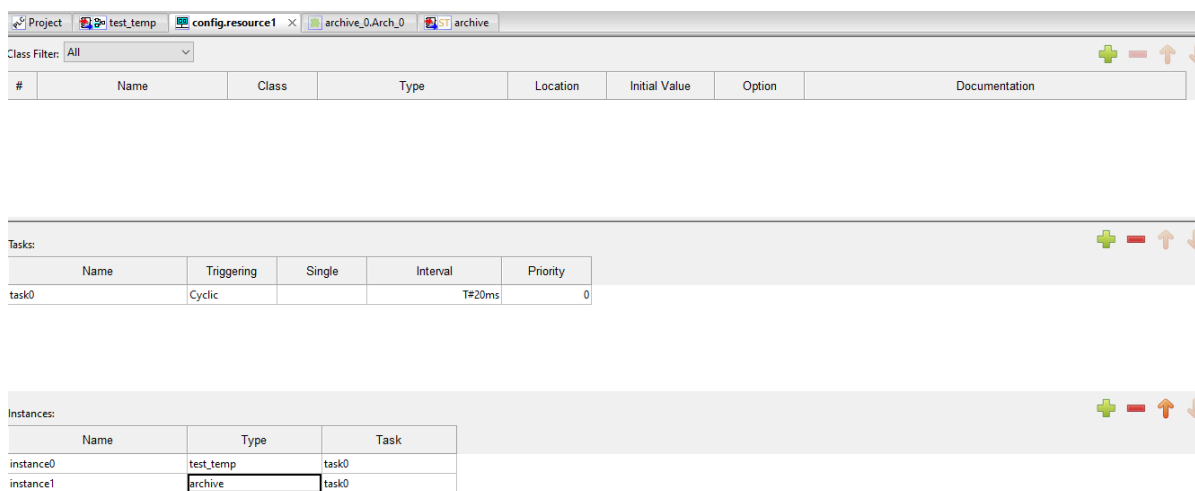 Project test_temp config.resource1 archive_0.Arch_0 ST archive
Class Filter: All
# Name Class Type Location Initial Value Option Documentation
Tasks:
Name Triggering Single Interval Priority
task0 Cyclic T#20ms 0
Instances:
Name Type Task
instance0 test_temp task0
instance1 archive task0